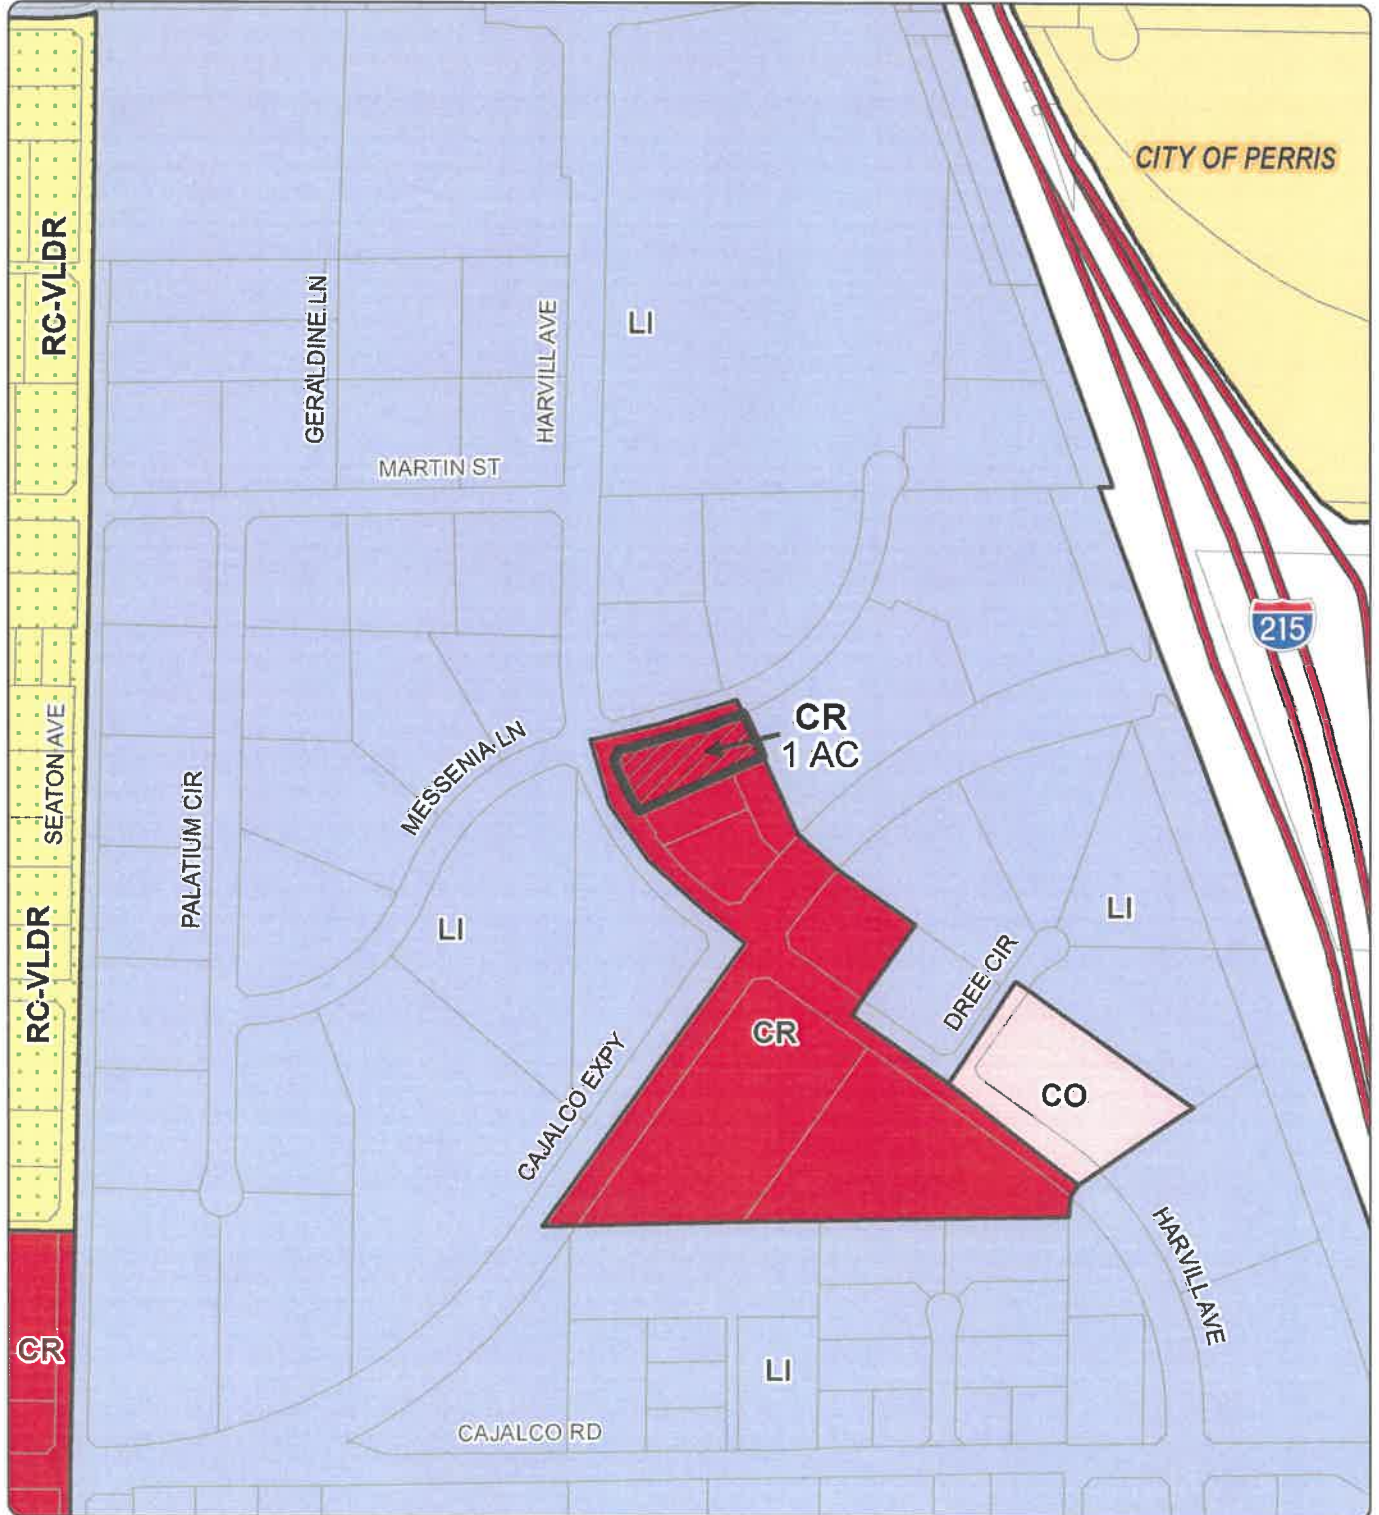 CITY OF PERRIS
RC-VLDR
GERALDINE LN
HARVILL AVE
LI
MARTIN ST
215
SEATON AVE
PALATIUM CIR
MESSENIA LN
CR
1 AC
RC-VLDR
LI
LI
DREE CIR
CR
CAJALCO EXPY
CO
HARVILL AVE
CR
LI
CAJALCO RD